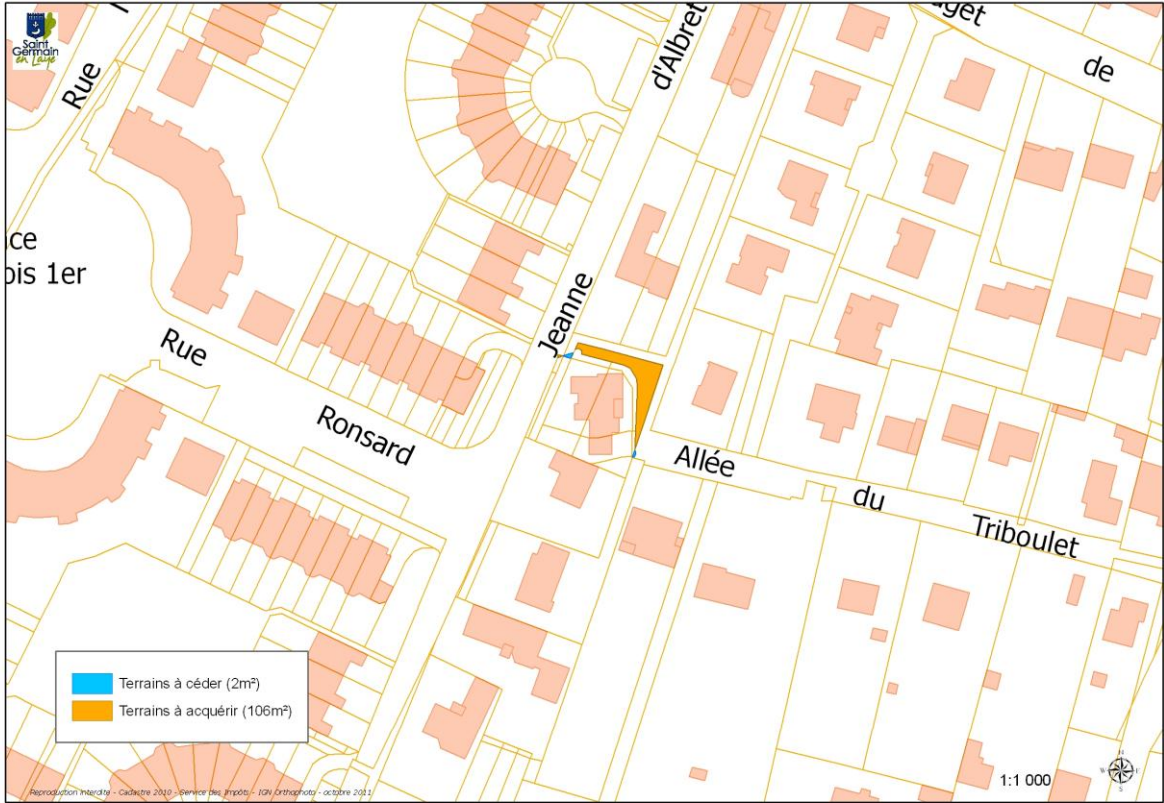 Saint
Germain
en Laye
Rue
d'Albret
uget
de
ce
ois 1er
Jeanne
Rue
Ronsard
Allée
du
Triboulet
Terrains à céder (2m²)
Terrains à acquérir (106m²)
1:1 000
N
W
E
S
Reproduction interdite - Cadastre 2010 - Service des Impôts - IGN Orthophoto - octobre 2011